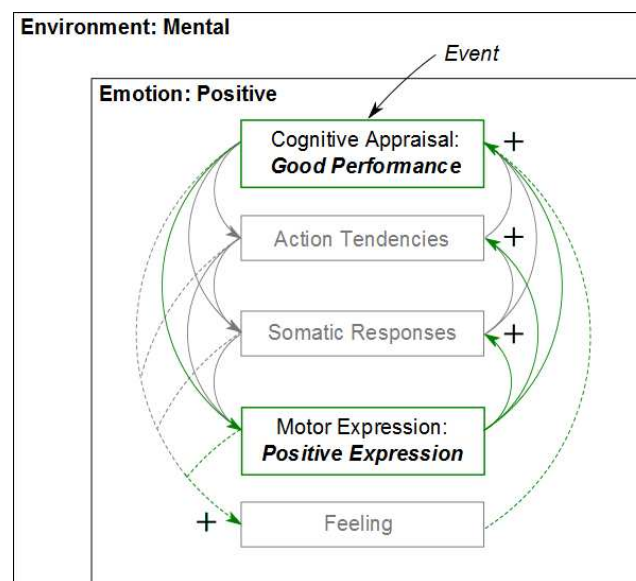 Environment: Mental
Event
Emotion: Positive
Cognitive Appraisal:
Good Performance
+
Action Tendencies
+
Somatic Responses
+
Motor Expression:
Positive Expression
+
Feeling